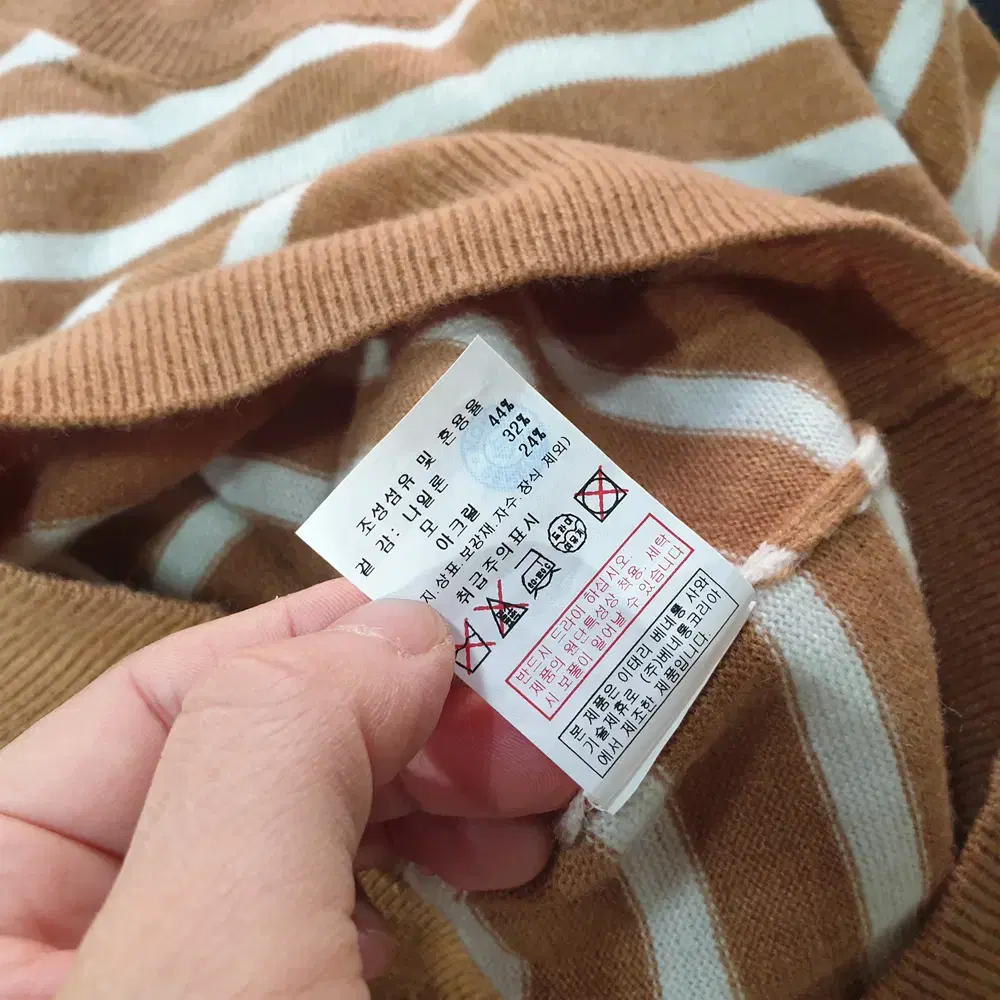 조성섬유 및 혼용율
겉 감: 나일론 44%
모 32%
아크릴 24%
지.상표.보강재.자수.장식 제외)
취급주의표시
80-120℃
드라이
반드시 드라이 하십시오.
제품의 원단특성상 착용.세탁
시 보풀이 일어날 수 있습니다
본 제품은 이태리 베네통 사와
기술제휴로 (주)베네통코리아
에서 제조한 제품입니다.